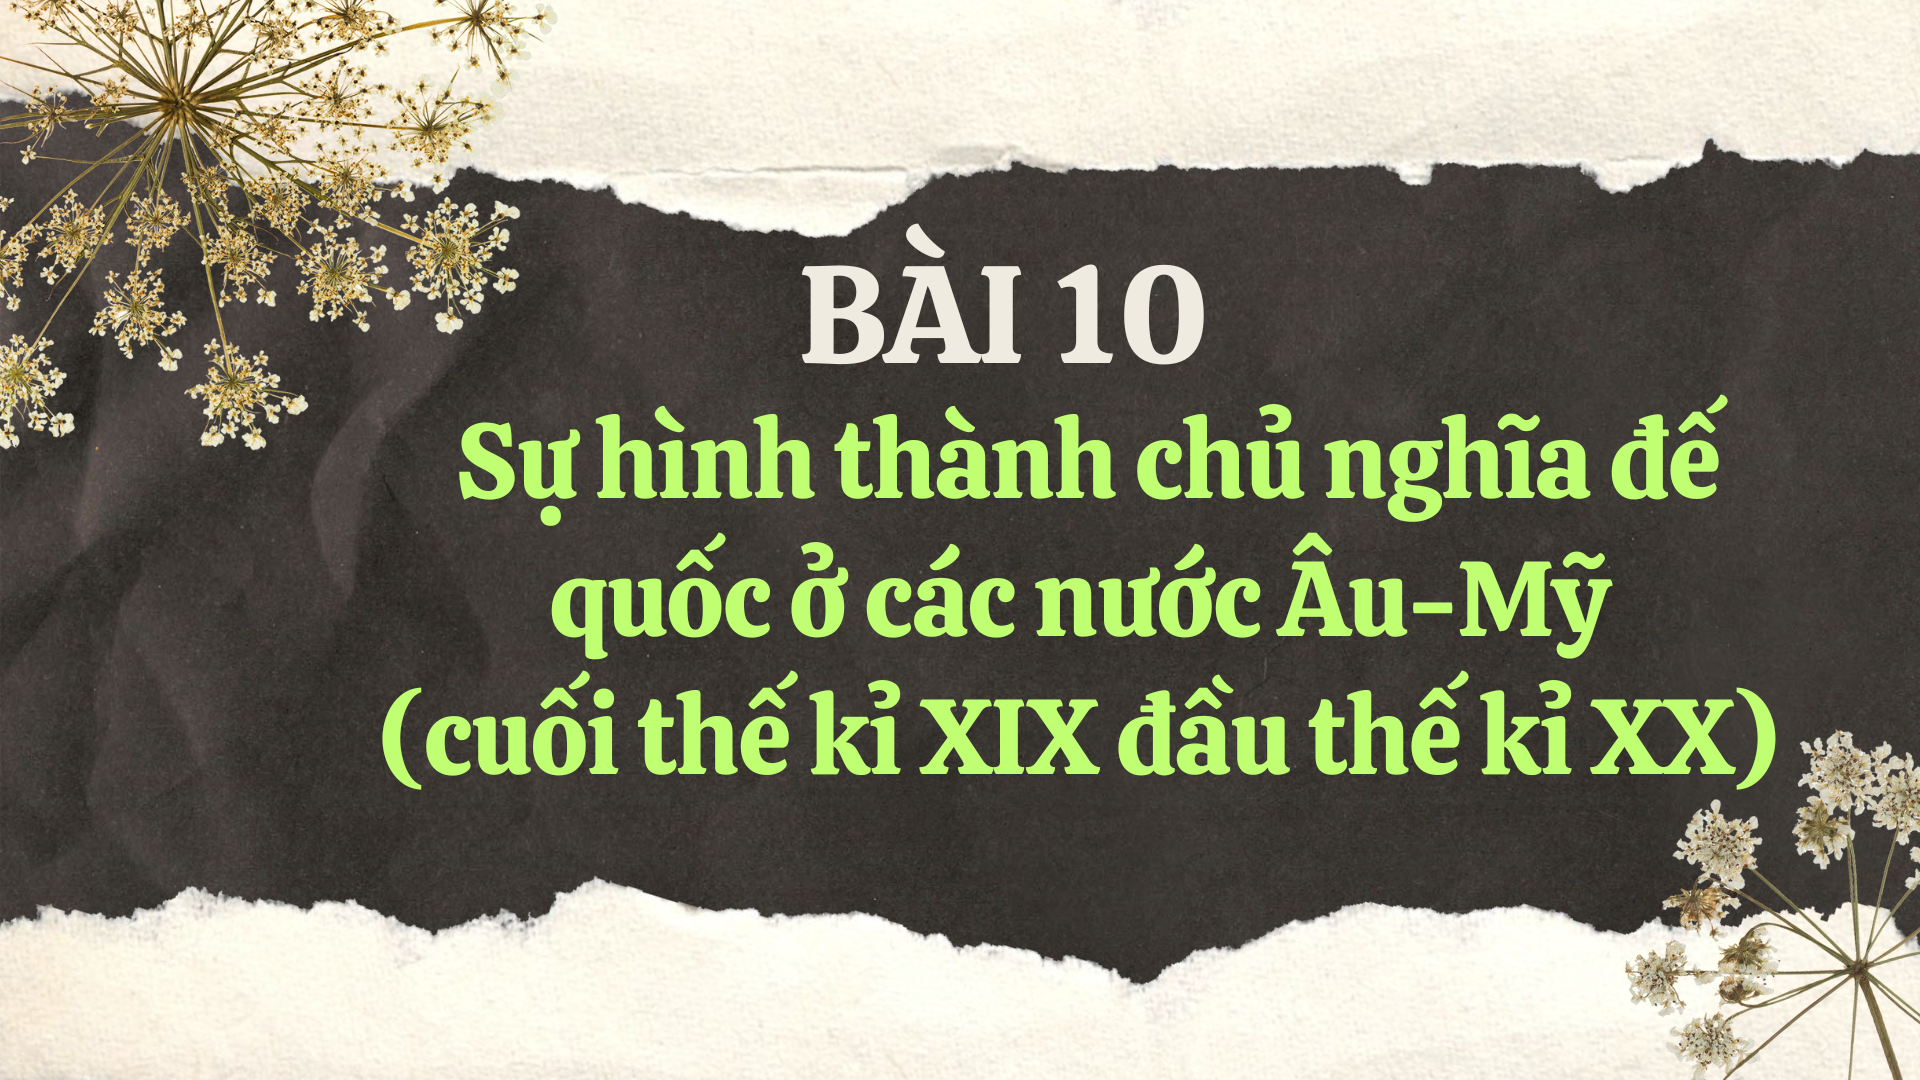 BÀI 10
Sự hình thành chủ nghĩa đế
quốc ở các nước Âu-Mỹ
(cuối thế kỉ XIX đầu thế kỉ XX)